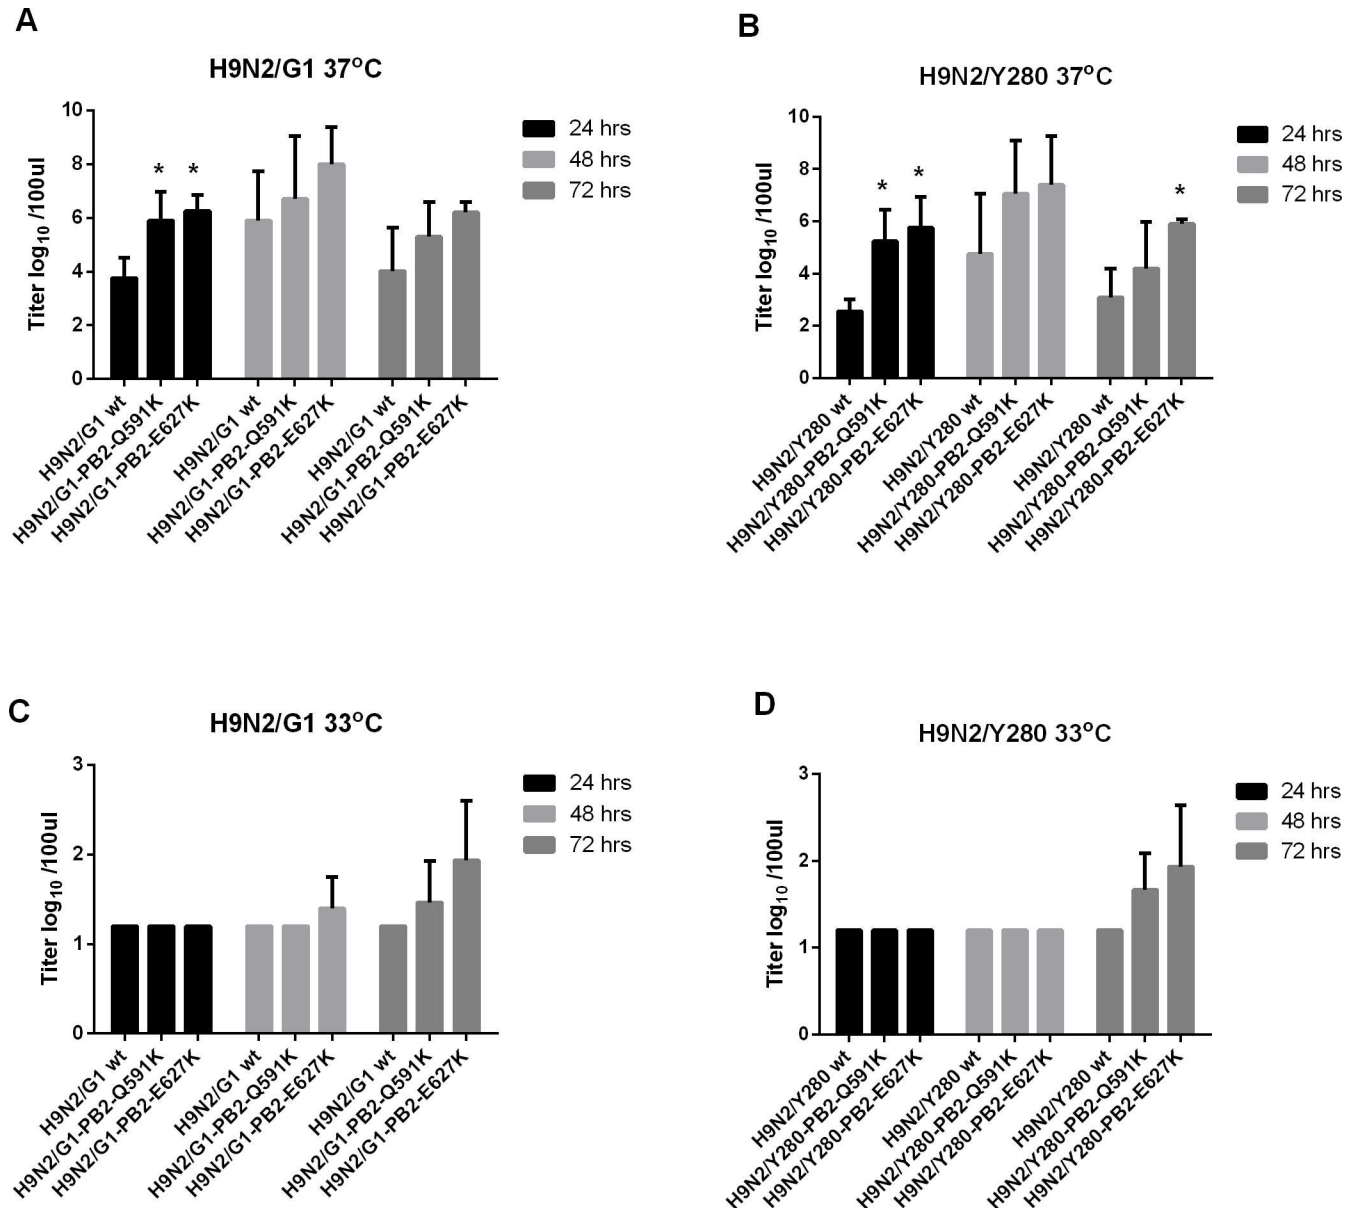 A
H9N2/G1 37°C
10
8
6
4
2
0
Titer log10 /100ul
* *
24 hrs
48 hrs
72 hrs
H9N2/G1 wt
H9N2/G1-PB2-Q591K
H9N2/G1-PB2-E627K
H9N2/G1 wt
H9N2/G1-PB2-Q591K
H9N2/G1-PB2-E627K
H9N2/G1 wt
H9N2/G1-PB2-Q591K
H9N2/G1-PB2-E627K
B
H9N2/Y280 37°C
10
8
6
4
2
0
Titer log10 /100ul
* * *
24 hrs
48 hrs
72 hrs
H9N2/Y280 wt
H9N2/Y280-PB2-Q591K
H9N2/Y280-PB2-E627K
H9N2/Y280 wt
H9N2/Y280-PB2-Q591K
H9N2/Y280-PB2-E627K
H9N2/Y280 wt
H9N2/Y280-PB2-Q591K
H9N2/Y280-PB2-E627K
C
H9N2/G1 33°C
3
2
1
0
Titer log10 /100ul
24 hrs
48 hrs
72 hrs
H9N2/G1 wt
H9N2/G1-PB2-Q591K
H9N2/G1-PB2-E627K
H9N2/G1 wt
H9N2/G1-PB2-Q591K
H9N2/G1-PB2-E627K
H9N2/G1 wt
H9N2/G1-PB2-Q591K
H9N2/G1-PB2-E627K
D
H9N2/Y280 33°C
3
2
1
0
Titer log10 /100ul
24 hrs
48 hrs
72 hrs
H9N2/Y280 wt
H9N2/Y280-PB2-Q591K
H9N2/Y280-PB2-E627K
H9N2/Y280 wt
H9N2/Y280-PB2-Q591K
H9N2/Y280-PB2-E627K
H9N2/Y280 wt
H9N2/Y280-PB2-Q591K
H9N2/Y280-PB2-E627K